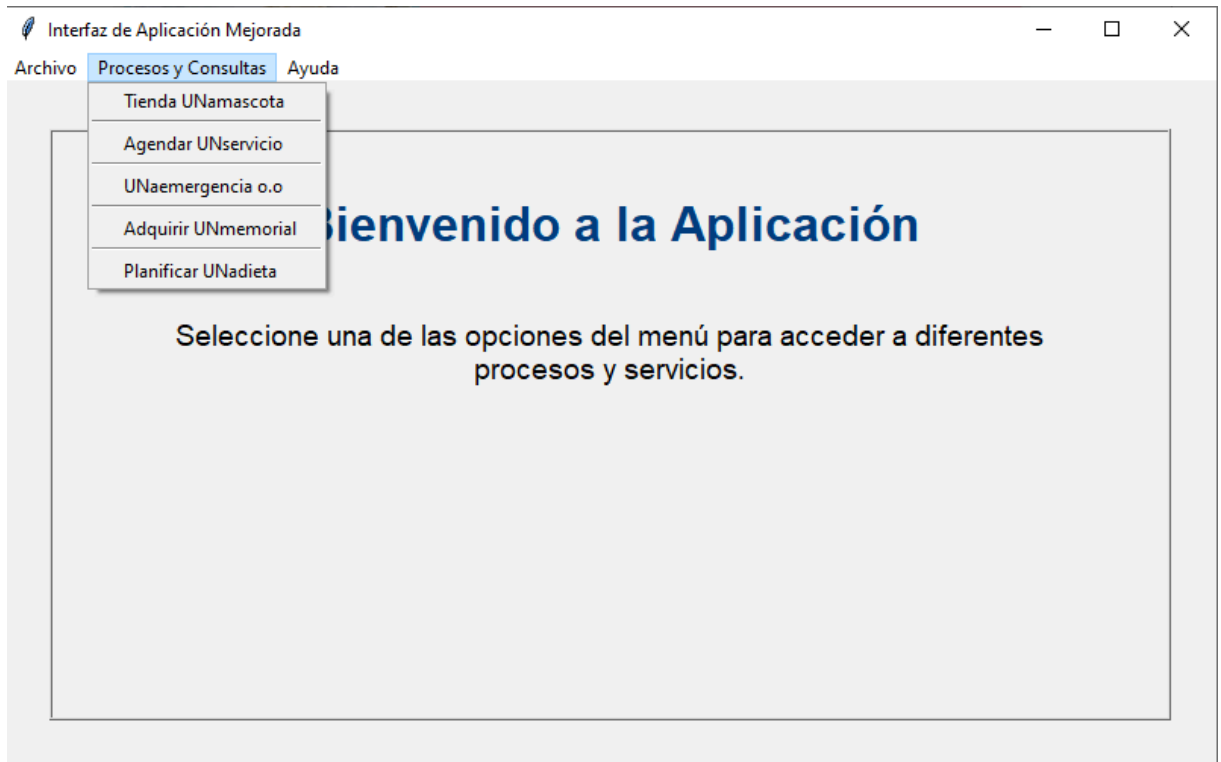 Interfaz de Aplicación Mejorada
Archivo Procesos y Consultas Ayuda
Tienda UNamascota
Agendar UNservicio
UNaemergencia o.o
Adquirir UNmemorial
Planificar UNadieta
Bienvenido a la Aplicación
Seleccione una de las opciones del menú para acceder a diferentes
procesos y servicios.